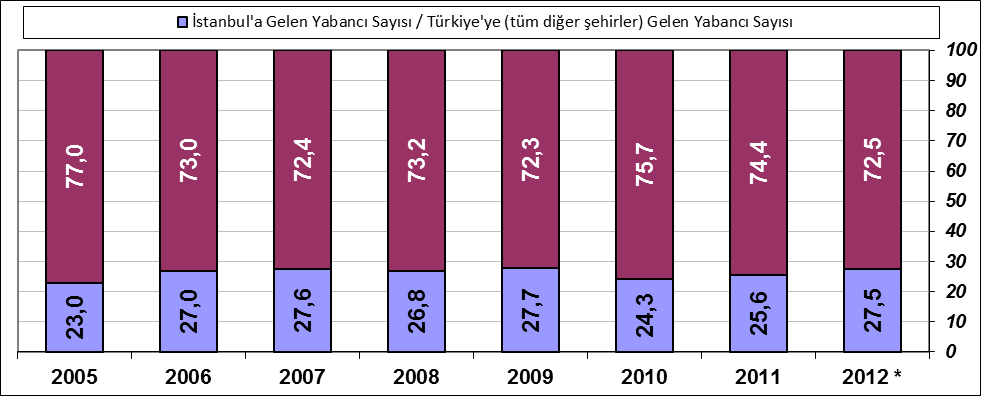 İstanbul'a Gelen Yabancı Sayısı / Türkiye'ye (tüm diğer şehirler) Gelen Yabancı Sayısı
100
90
80
70
60
50
40
30
20
10
0
77,0 73,0 72,4 73,2 72,3 75,7 74,4 72,5
23,0 27,0 27,6 26,8 27,7 24,3 25,6 27,5
2005 2006 2007 2008 2009 2010 2011 2012 *